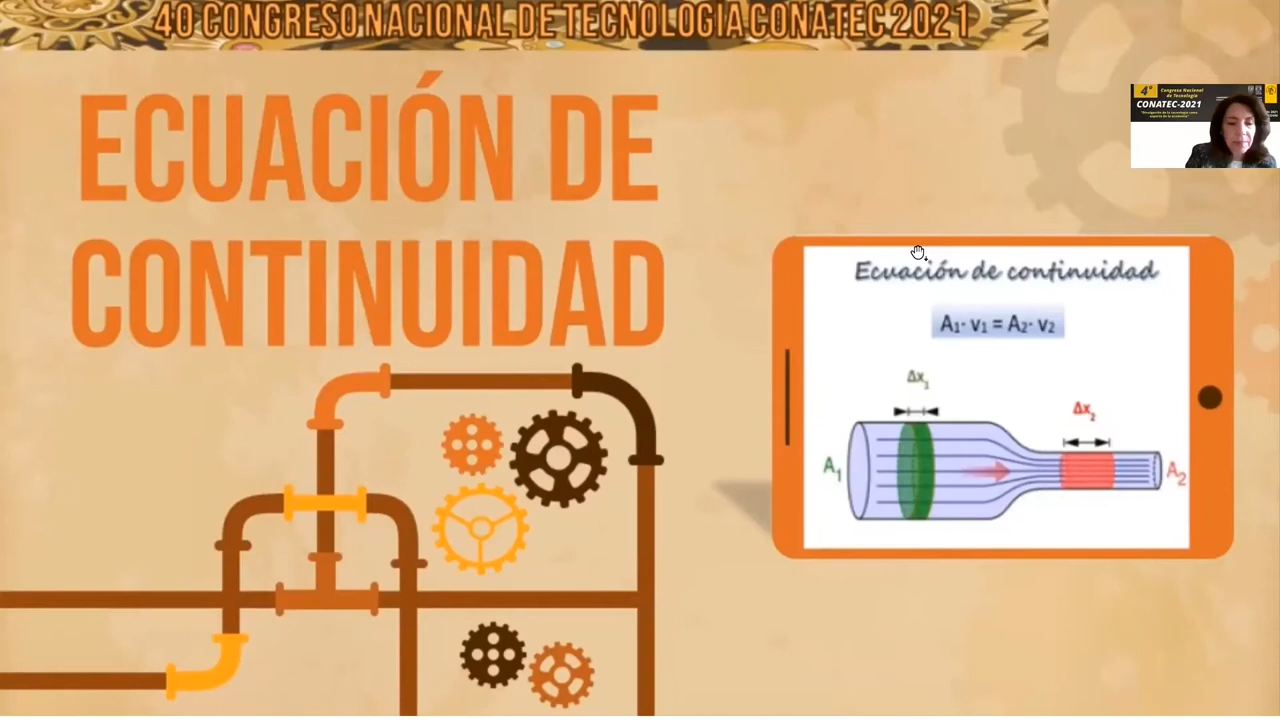 4O CONGRESO NACIONAL DE TECNOLOGIA CONATEC 2021
ECUACIÓN DE
CONTINUIDAD
4° Congreso Nacional
de Tecnología
CONATEC-2021
Ecuación de continuidad
A1· v1 = A2· v2
Δx1
Δx2
A1
A2